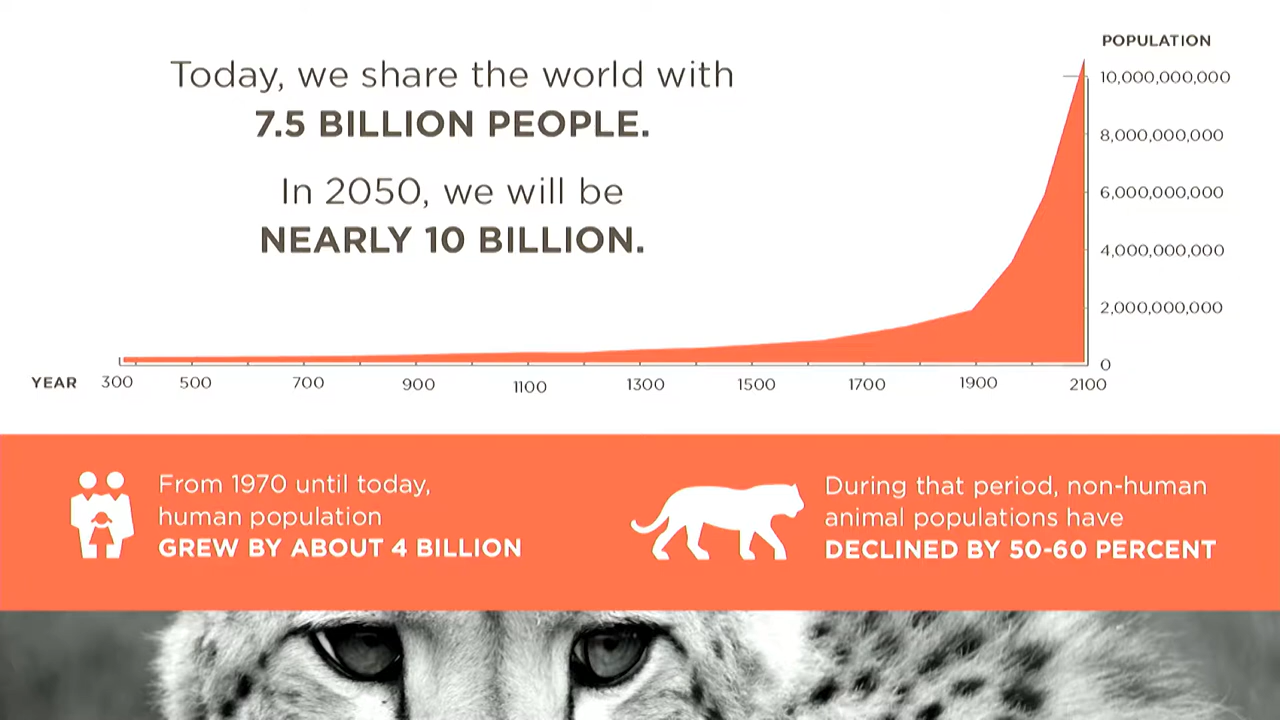 Today, we share the world with
7.5 BILLION PEOPLE.
In 2050, we will be
NEARLY 10 BILLION.
POPULATION
10,000,000,000
8,000,000,000
6,000,000,000
4,000,000,000
2,000,000,000
0
YEAR 300 500 700 900 1100 1300 1500 1700 1900 2100
From 1970 until today,
human population
GREW BY ABOUT 4 BILLION
During that period, non-human
animal populations have
DECLINED BY 50-60 PERCENT